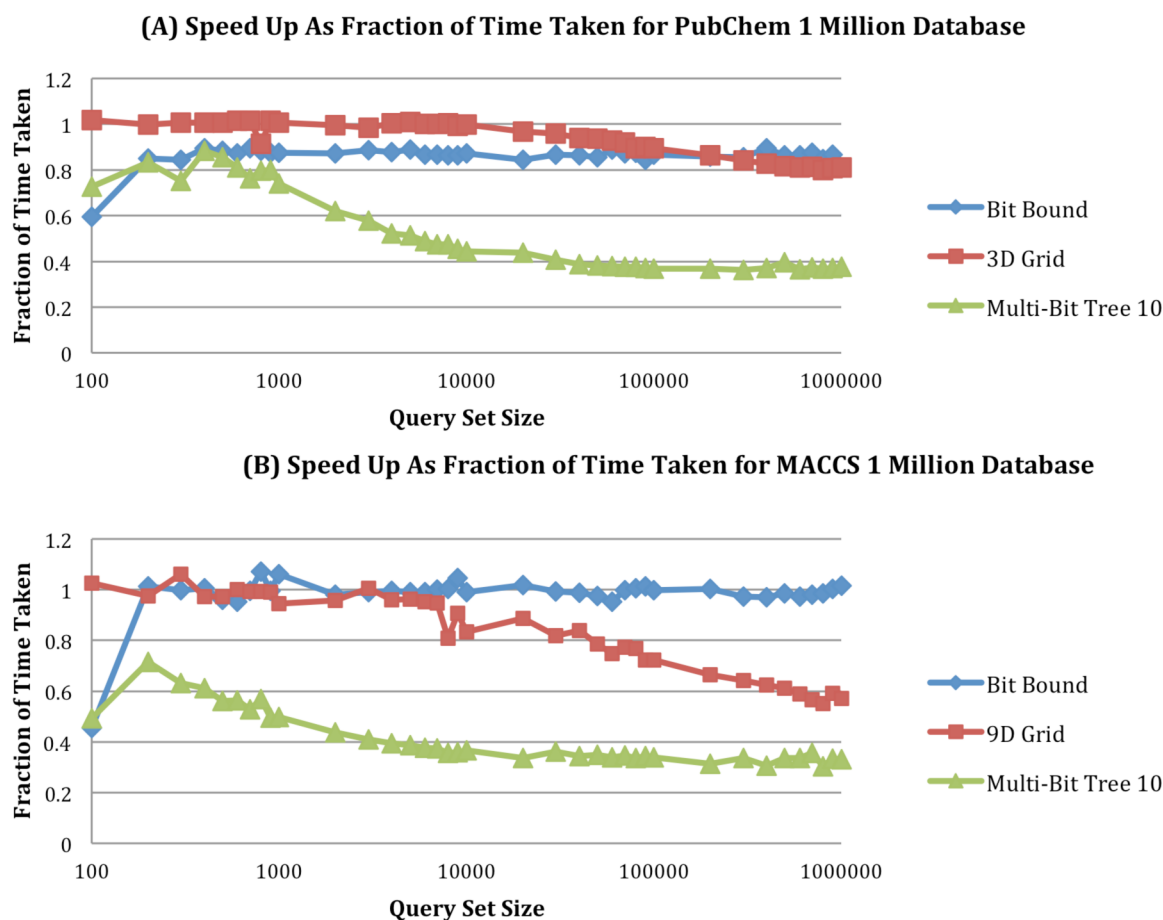 (A) Speed Up As Fraction of Time Taken for PubChem 1 Million Database
Fraction of Time Taken
1.2
1
0.8
0.6
0.4
0.2
0
100
1000
10000
100000
1000000
Query Set Size
Bit Bound
3D Grid
Multi-Bit Tree 10
(B) Speed Up As Fraction of Time Taken for MACCS 1 Million Database
Fraction of Time Taken
1.2
1
0.8
0.6
0.4
0.2
0
100
1000
10000
100000
1000000
Query Set Size
Bit Bound
9D Grid
Multi-Bit Tree 10